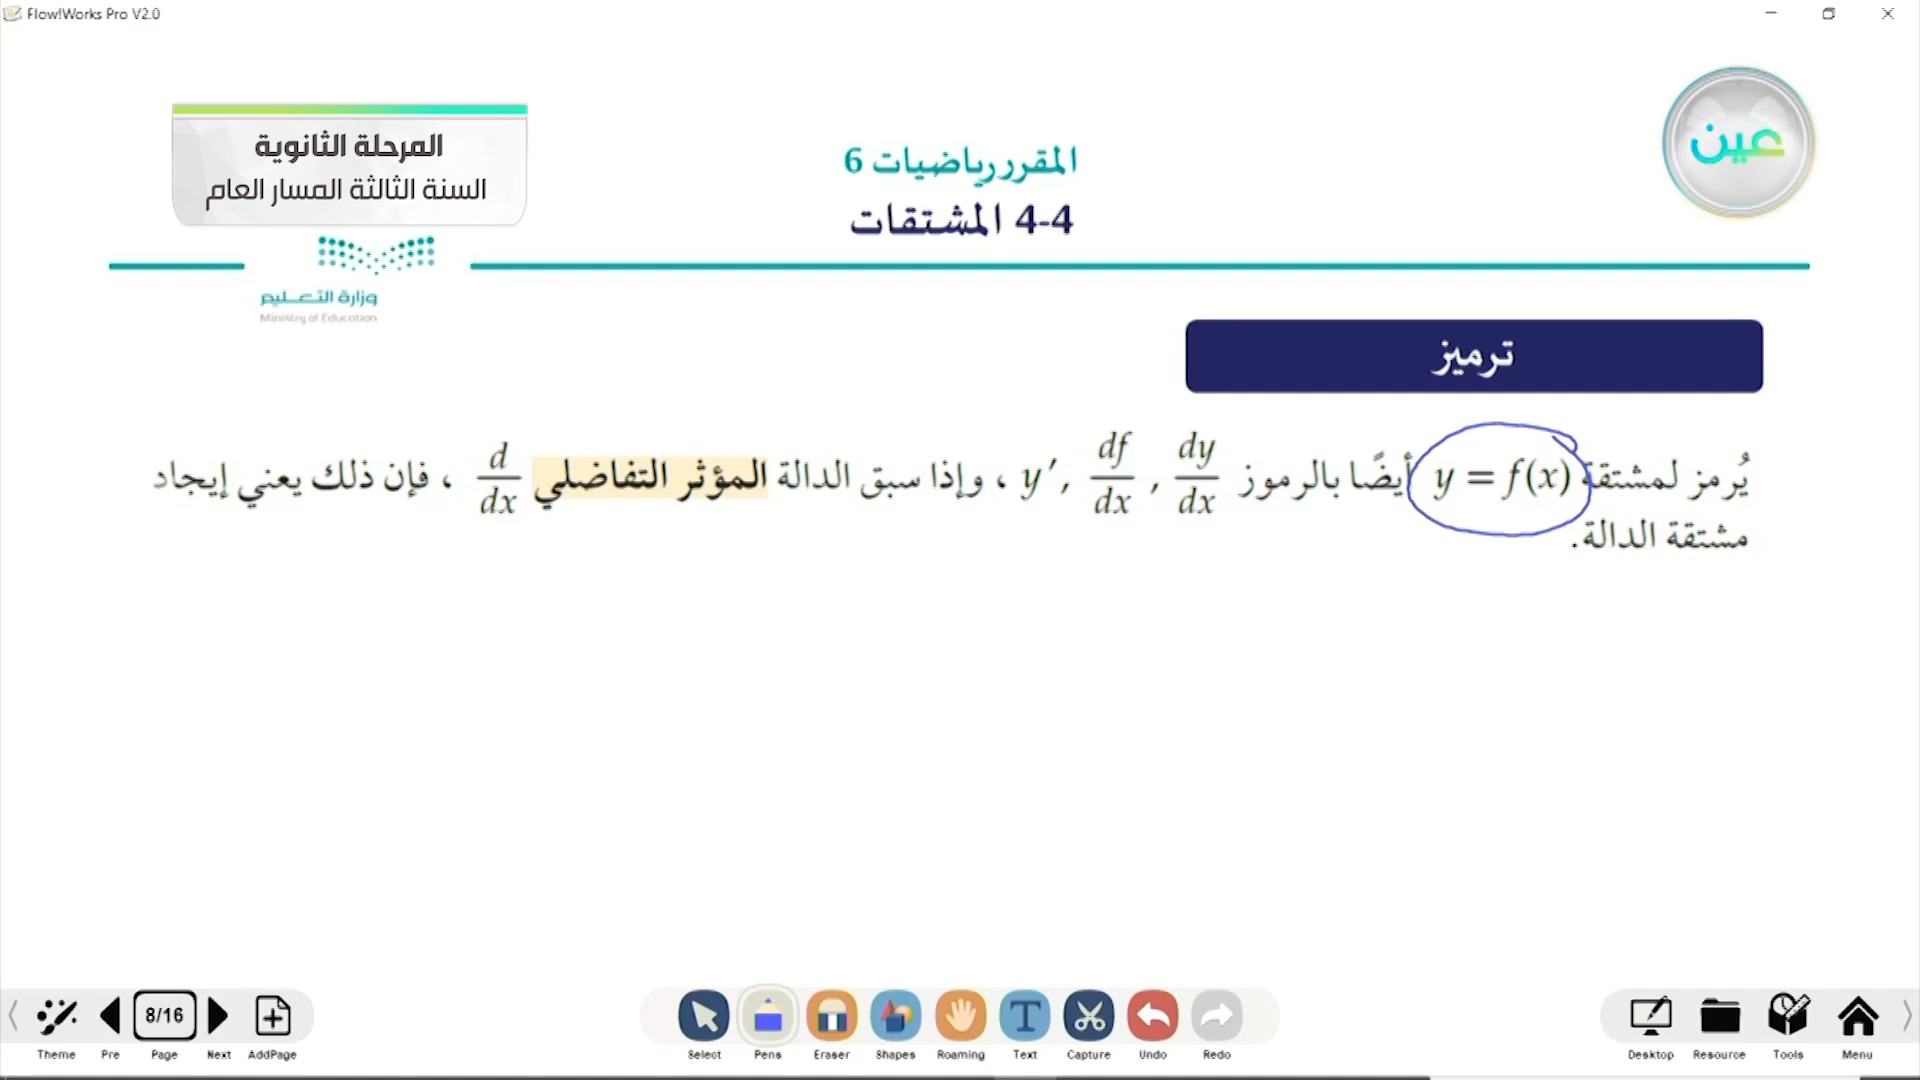 FlowWorks Pro V2.0
المرحلة الثانوية
السنة الثالثة المسار العام
المقرر رياضيات 6
4-4 المشتقات
عين
وزارة التعليم
Ministry of Education
ترميز
يُرمز لمشتقة y = f(x) أيضًا بالرموز dy/dx , df/dx , y′ ، وإذا سبق الدالة المؤثر التفاضلي d/dx ، فإن ذلك يعني إيجاد
مشتقة الدالة.
8/16
Theme Pre Page Next AddPage
Select Pens Eraser Shapes Roaming Text Capture Undo Redo
Desktop Resource Tools Menu